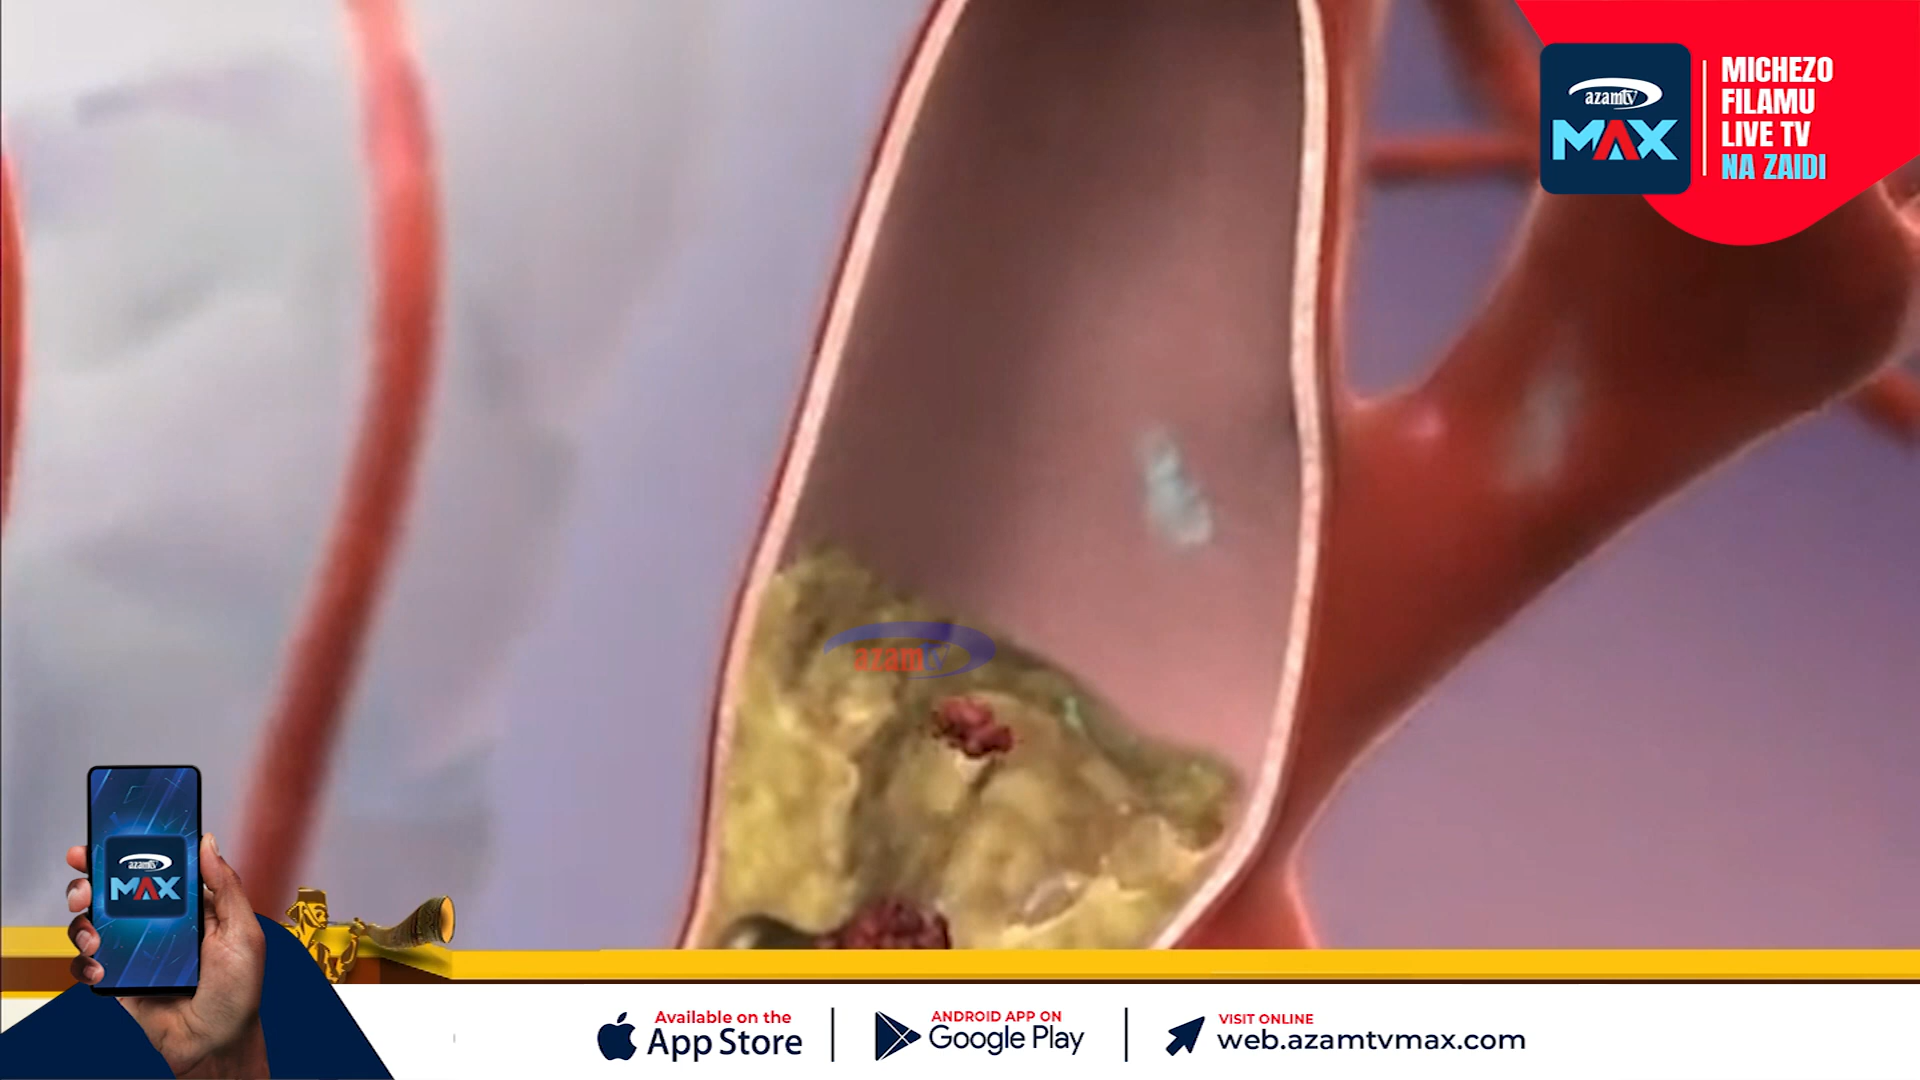 azamtv
MAX
MICHEZO
FILAMU
LIVE TV
NA ZAIDI
azamtv
azamtv
MAX
Available on the
App Store
ANDROID APP ON
Google Play
VISIT ONLINE
web.azamtvmax.com